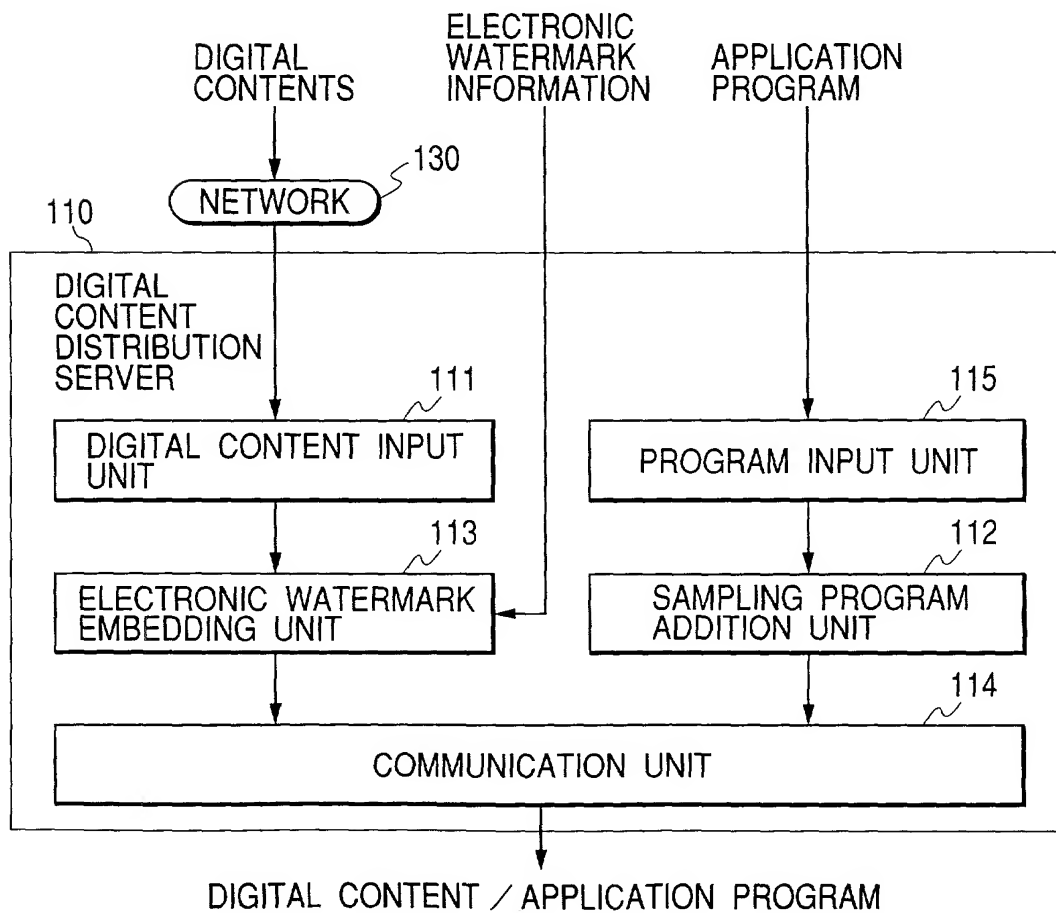 DIGITAL
CONTENTS
ELECTRONIC
WATERMARK
INFORMATION
APPLICATION
PROGRAM
NETWORK
130
110
DIGITAL
CONTENT
DISTRIBUTION
SERVER
111
DIGITAL CONTENT INPUT
UNIT
115
PROGRAM INPUT UNIT
113
ELECTRONIC WATERMARK
EMBEDDING UNIT
112
SAMPLING PROGRAM
ADDITION UNIT
114
COMMUNICATION UNIT
DIGITAL CONTENT / APPLICATION PROGRAM